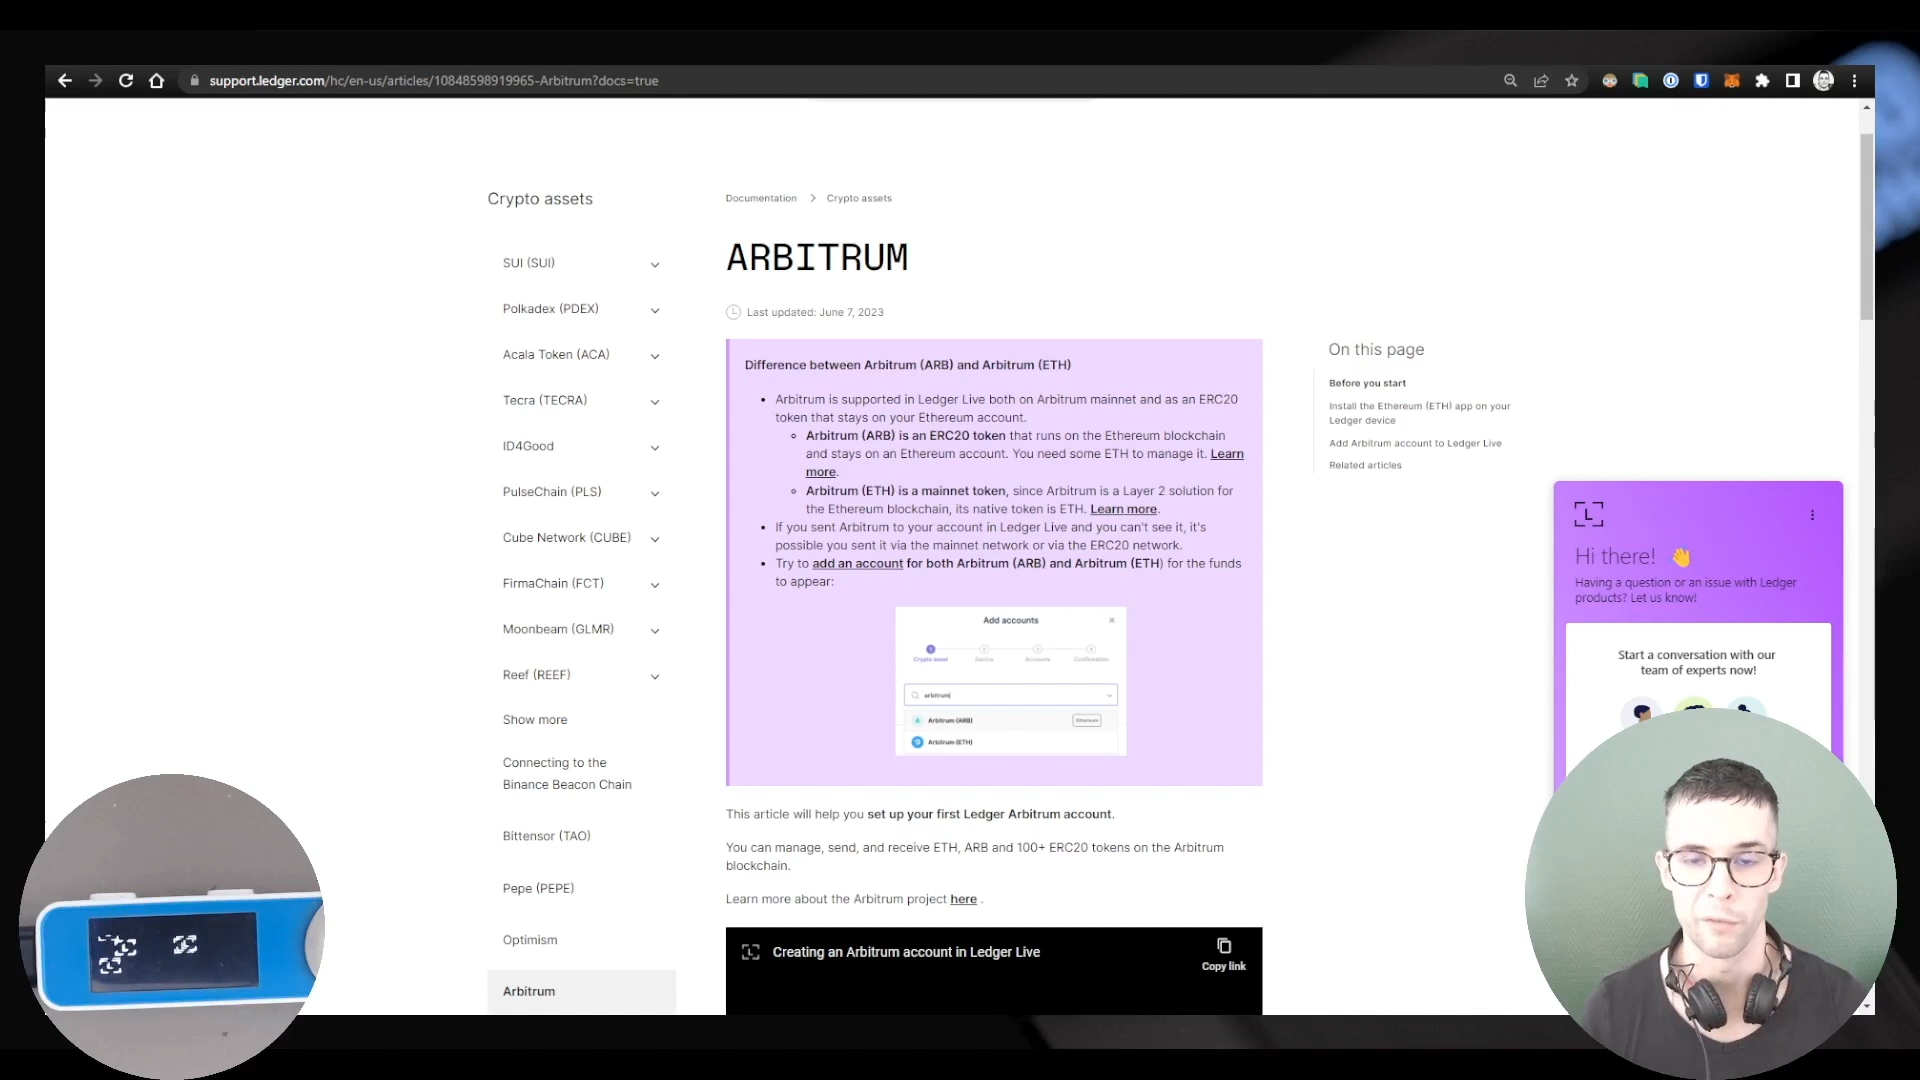 support.ledger.com/hc/en-us/articles/10848598919965-Arbitrum?docs=true
Crypto assets
SUI (SUI)
Polkadex (PDEX)
Acala Token (ACA)
Tecra (TECRA)
ID4Good
PulseChain (PLS)
Cube Network (CUBE)
FirmaChain (FCT)
Moonbeam (GLMR)
Reef (REEF)
Show more
Connecting to the
Binance Beacon Chain
Bittensor (TAO)
Pepe (PEPE)
Optimism
Arbitrum
Documentation > Crypto assets
ARBITRUM
Last updated: June 7, 2023
Difference between Arbitrum (ARB) and Arbitrum (ETH)
• Arbitrum is supported in Ledger Live both on Arbitrum mainnet and as an ERC20
token that stays on your Ethereum account.
◦ Arbitrum (ARB) is an ERC20 token that runs on the Ethereum blockchain
and stays on an Ethereum account. You need some ETH to manage it. Learn
more.
◦ Arbitrum (ETH) is a mainnet token, since Arbitrum is a Layer 2 solution for
the Ethereum blockchain, its native token is ETH. Learn more.
• If you sent Arbitrum to your account in Ledger Live and you can't see it, it's
possible you sent it via the mainnet network or via the ERC20 network.
• Try to add an account for both Arbitrum (ARB) and Arbitrum (ETH) for the funds
to appear:
Add accounts
Crypto asset Device Accounts Confirmation
arbitrum
Arbitrum (ARB) Ethereum
Arbitrum (ETH)
This article will help you set up your first Ledger Arbitrum account.
You can manage, send, and receive ETH, ARB and 100+ ERC20 tokens on the Arbitrum
blockchain.
Learn more about the Arbitrum project here .
Creating an Arbitrum account in Ledger Live
Copy link
On this page
Before you start
Install the Ethereum (ETH) app on your
Ledger device
Add Arbitrum account to Ledger Live
Related articles
Hi there! 👋
Having a question or an issue with Ledger
products? Let us know!
Start a conversation with our
team of experts now!